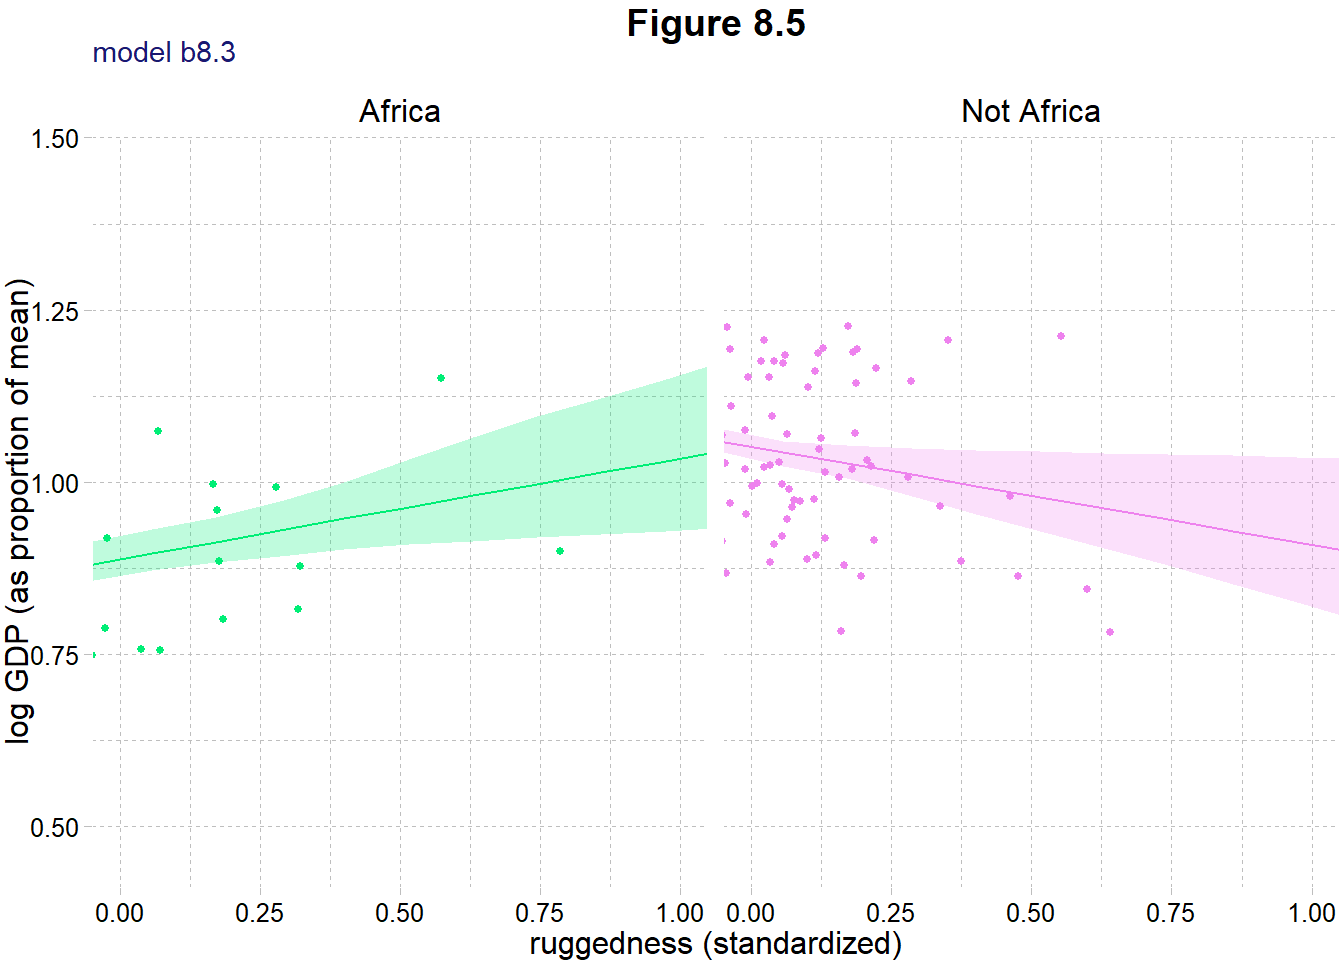 Figure 8.5
model b8.3
Africa
Not Africa
1.50
1.25
1.00
0.75
0.50
log GDP (as proportion of mean)
0.00 0.25 0.50 0.75 1.00 0.00 0.25 0.50 0.75 1.00
ruggedness (standardized)